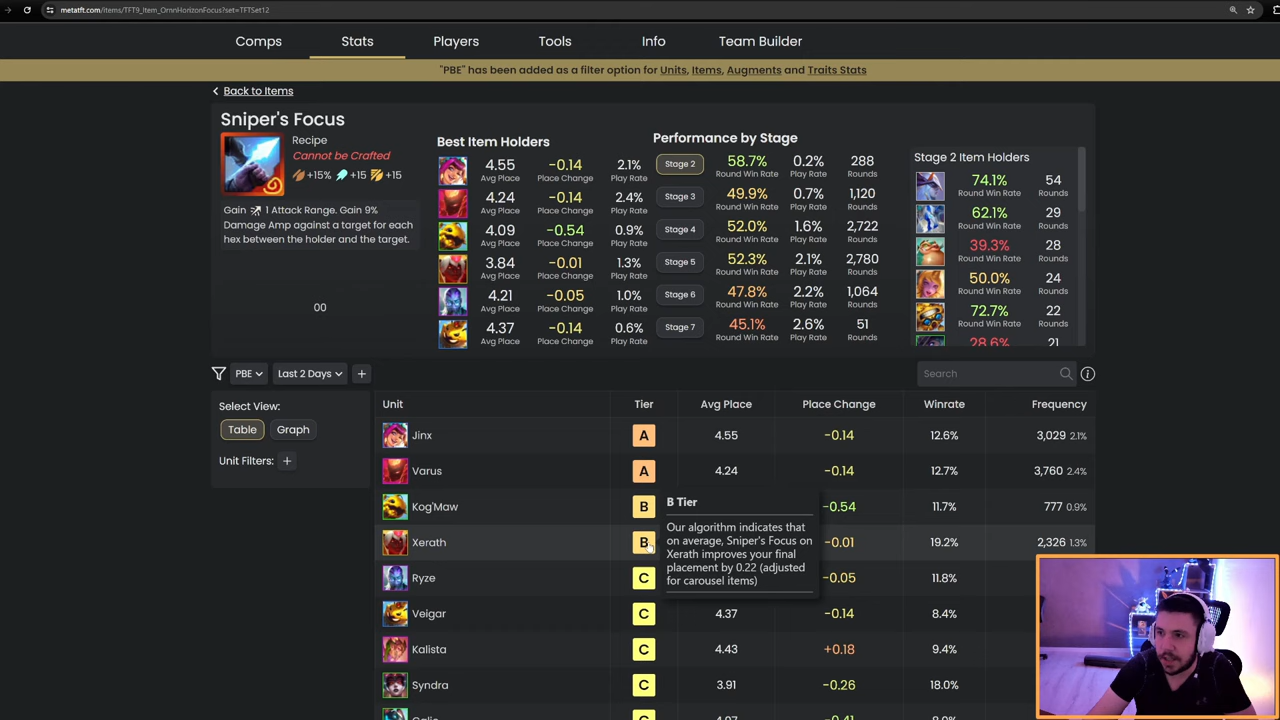 metatft.com/items/TFT9_Item_OrnnHorizonFocus?set=TFTSet12
Comps Stats Players Tools Info Team Builder
"PBE" has been added as a filter option for Units, Items, Augments and Traits Stats
Back to Items
Sniper's Focus
Recipe
Cannot be Crafted
+15% +15 +15
Gain 1 Attack Range. Gain 9%
Damage Amp against a target for each
hex between the holder and the target.
00
Best Item Holders
4.55 -0.14 2.1%
Avg Place Place Change Play Rate
4.24 -0.14 2.4%
Avg Place Place Change Play Rate
4.09 -0.54 0.9%
Avg Place Place Change Play Rate
3.84 -0.01 1.3%
Avg Place Place Change Play Rate
4.21 -0.05 1.0%
Avg Place Place Change Play Rate
4.37 -0.14 0.6%
Avg Place Place Change Play Rate
Performance by Stage
Stage 2 58.7% 0.2% 288
Round Win Rate Play Rate Rounds
Stage 3 49.9% 0.7% 1,120
Round Win Rate Play Rate Rounds
Stage 4 52.0% 1.6% 2,722
Round Win Rate Play Rate Rounds
Stage 5 52.3% 2.1% 2,780
Round Win Rate Play Rate Rounds
Stage 6 47.8% 2.2% 1,064
Round Win Rate Play Rate Rounds
Stage 7 45.1% 2.6% 51
Round Win Rate Play Rate Rounds
Stage 2 Item Holders
74.1% 54
Round Win Rate Rounds
62.1% 29
Round Win Rate Rounds
39.3% 28
Round Win Rate Rounds
50.0% 24
Round Win Rate Rounds
72.7% 22
Round Win Rate Rounds
28.6% 21
PBE Last 2 Days + Search
Select View:
Table Graph
Unit Filters: +
Unit Tier Avg Place Place Change Winrate Frequency
Jinx A 4.55 -0.14 12.6% 3,029 2.1%
Varus A 4.24 -0.14 12.7% 3,760 2.4%
Kog'Maw B -0.54 11.7% 777 0.9%
Xerath B -0.01 19.2% 2,326 1.3%
Ryze C -0.05 11.8%
Veigar C 4.37 -0.14 8.4%
Kalista C 4.43 +0.18 9.4%
Syndra C 3.91 -0.26 18.0%
B Tier
Our algorithm indicates that
on average, Sniper's Focus on
Xerath improves your final
placement by 0.22 (adjusted
for carousel items)